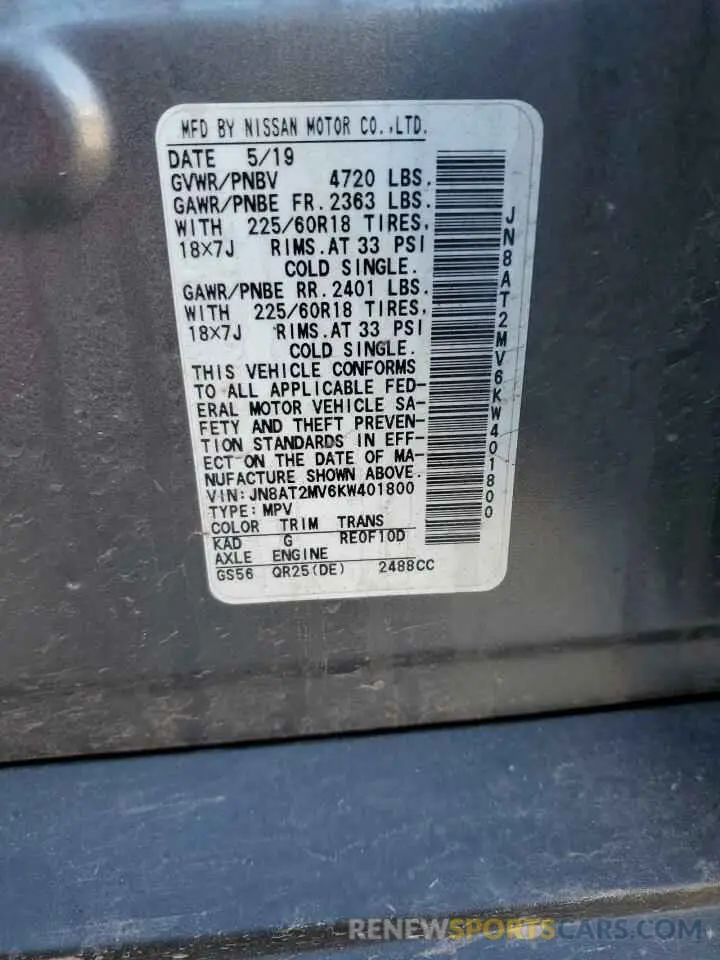 MFD BY NISSAN MOTOR CO.,LTD.
DATE 5/19
GVWR/PNBV 4720 LBS.
GAWR/PNBE FR. 2363 LBS.
WITH 225/60R18 TIRES,
18X7J RIMS.AT 33 PSI
COLD SINGLE.
GAWR/PNBE RR. 2401 LBS.
WITH 225/60R18 TIRES,
18X7J RIMS.AT 33 PSI
COLD SINGLE.
THIS VEHICLE CONFORMS
TO ALL APPLICABLE FED-
ERAL MOTOR VEHICLE SA-
FETY AND THEFT PREVEN-
TION STANDARDS IN EFF-
ECT ON THE DATE OF MA-
NUFACTURE SHOWN ABOVE.
VIN: JN8AT2MV6KW401800
TYPE: MPV
COLOR TRIM TRANS
KAD G RE0F10D
AXLE ENGINE
GS56 QR25(DE) 2488CC
JN8AT2MV6KW401800
RENEWSPORTSCARS.COM